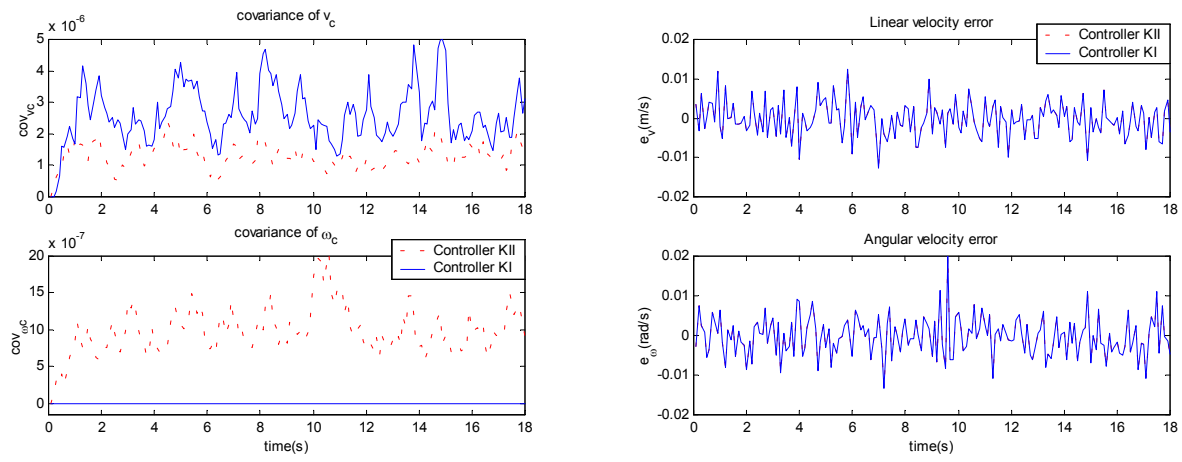 covariance of v_c
x 10^-6
5
4
3
2
1
0
cov_vc
0 2 4 6 8 10 12 14 16 18
covariance of ω_c
x 10^-7
20
15
10
5
0
cov_ωc
Controller KII
Controller KI
0 2 4 6 8 10 12 14 16 18
time(s)
Linear velocity error
Controller KII
Controller KI
0.02
0.01
0
-0.01
-0.02
e_v(m/s)
0 2 4 6 8 10 12 14 16 18
Angular velocity error
0.02
0.01
0
-0.01
-0.02
e_ω(rad/s)
0 2 4 6 8 10 12 14 16 18
time(s)